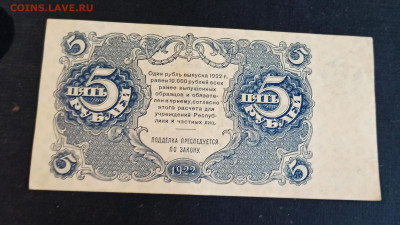 COINS.LAVE.RU
5
ПЯТЬ
РУБЛЕЙ
Один рубль выпуска 1922 г.
равен 10.000 рублей всех
ранее выпущенных
образцов и обязате-
лен к приему, согласно
этого расчета для
учреждений Респуб-
лики и частных лиц.
5
ПЯТЬ
РУБЛЕЙ
ПОДДЕЛКА ПРЕСЛЕДУЕТСЯ
ПО ЗАКОНУ.
5
1922
5